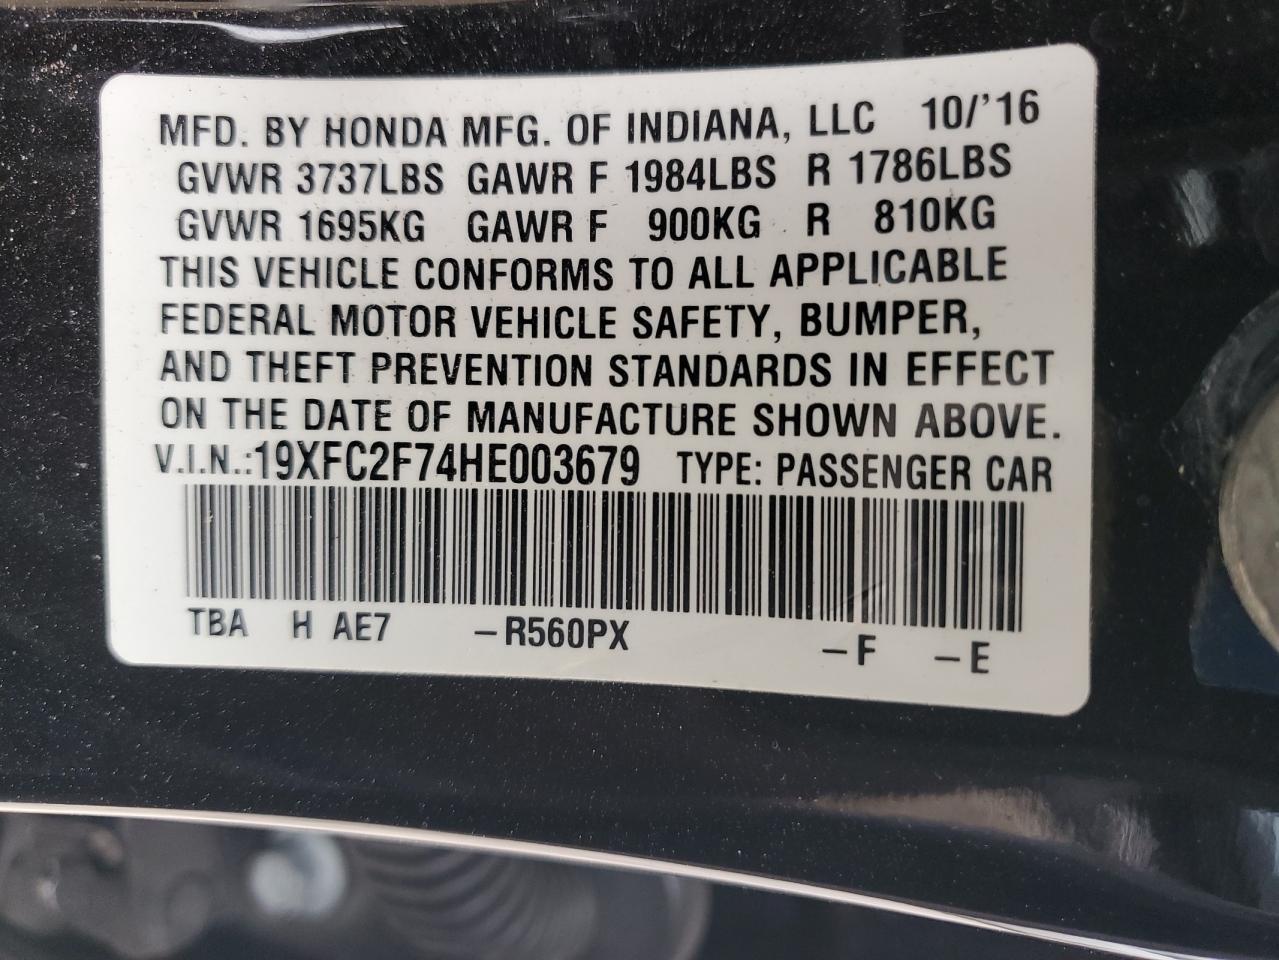 MFD. BY HONDA MFG. OF INDIANA, LLC 10/'16
GVWR 3737LBS GAWR F 1984LBS R 1786LBS
GVWR 1695KG GAWR F 900KG R 810KG
THIS VEHICLE CONFORMS TO ALL APPLICABLE
FEDERAL MOTOR VEHICLE SAFETY, BUMPER,
AND THEFT PREVENTION STANDARDS IN EFFECT
ON THE DATE OF MANUFACTURE SHOWN ABOVE.
V.I.N.:19XFC2F74HE003679 TYPE: PASSENGER CAR
TBA H AE7 -R560PX -F -E